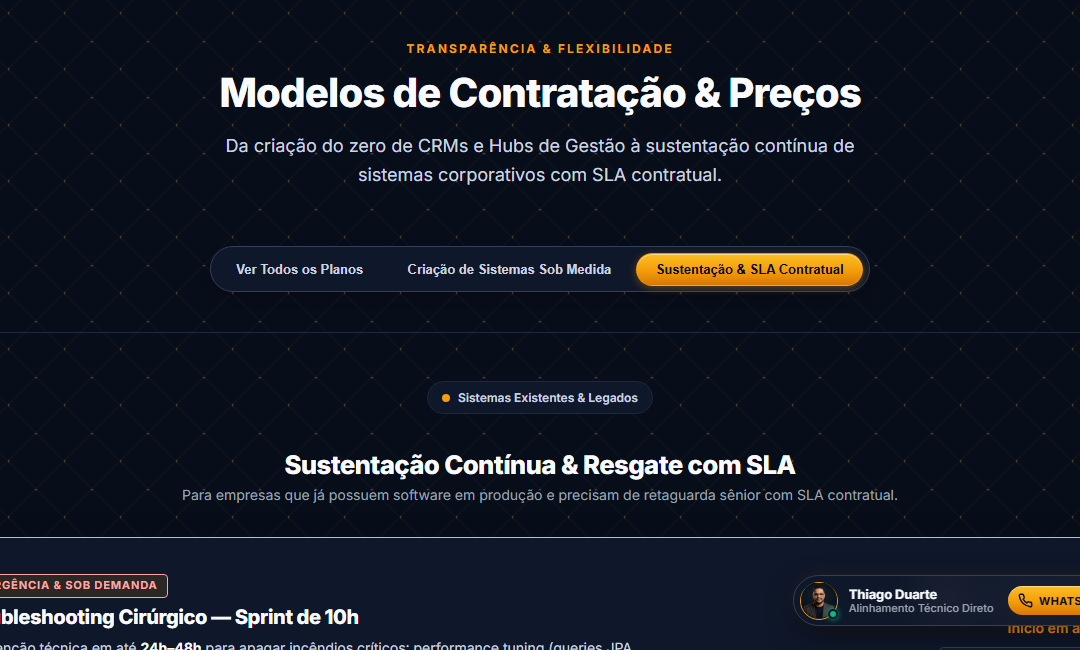 TRANSPARÊNCIA & FLEXIBILIDADE
Modelos de Contratação & Preços
Da criação do zero de CRMs e Hubs de Gestão à sustentação contínua de
sistemas corporativos com SLA contratual.
Ver Todos os Planos
Criação de Sistemas Sob Medida
Sustentação & SLA Contratual
Sistemas Existentes & Legados
Sustentação Contínua & Resgate com SLA
Para empresas que já possuem software em produção e precisam de retaguarda sênior com SLA contratual.
RGÊNCIA & SOB DEMANDA
bleshooting Cirúrgico — Sprint de 10h
enção técnica em até 24h–48h para apagar incêndios críticos: performance tuning (queries JPA,
Thiago Duarte
Alinhamento Técnico Direto
WHATS
Início em a